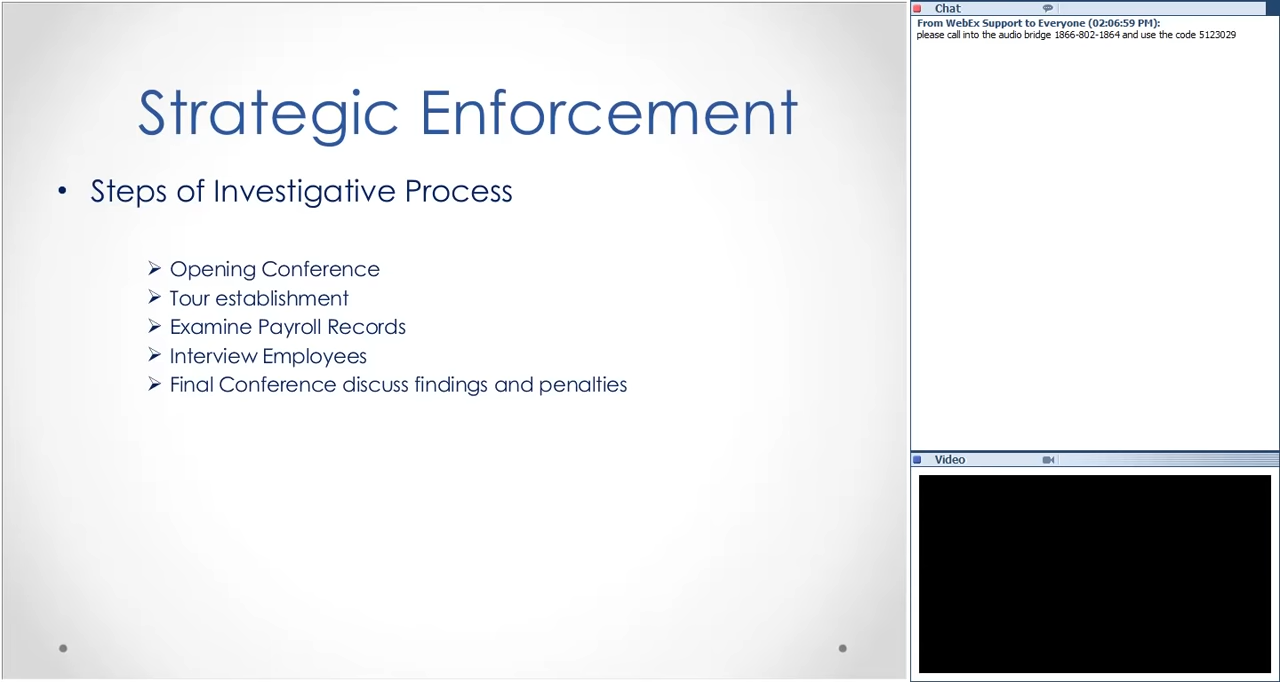 Strategic Enforcement
• Steps of Investigative Process
➢ Opening Conference
➢ Tour establishment
➢ Examine Payroll Records
➢ Interview Employees
➢ Final Conference discuss findings and penalties
Chat
From WebEx Support to Everyone (02:06:59 PM):
please call into the audio bridge 1866-802-1864 and use the code 5123029
Video